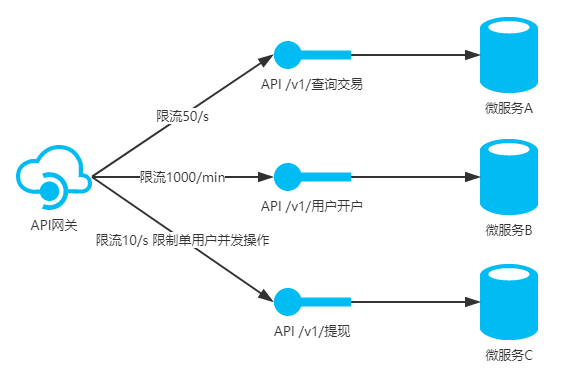 API /v1/查询交易
微服务A
限流50/s
限流1000/min
API /v1/用户开户
微服务B
API网关
限流10/s 限制单用户并发操作
API /v1/提现
微服务C